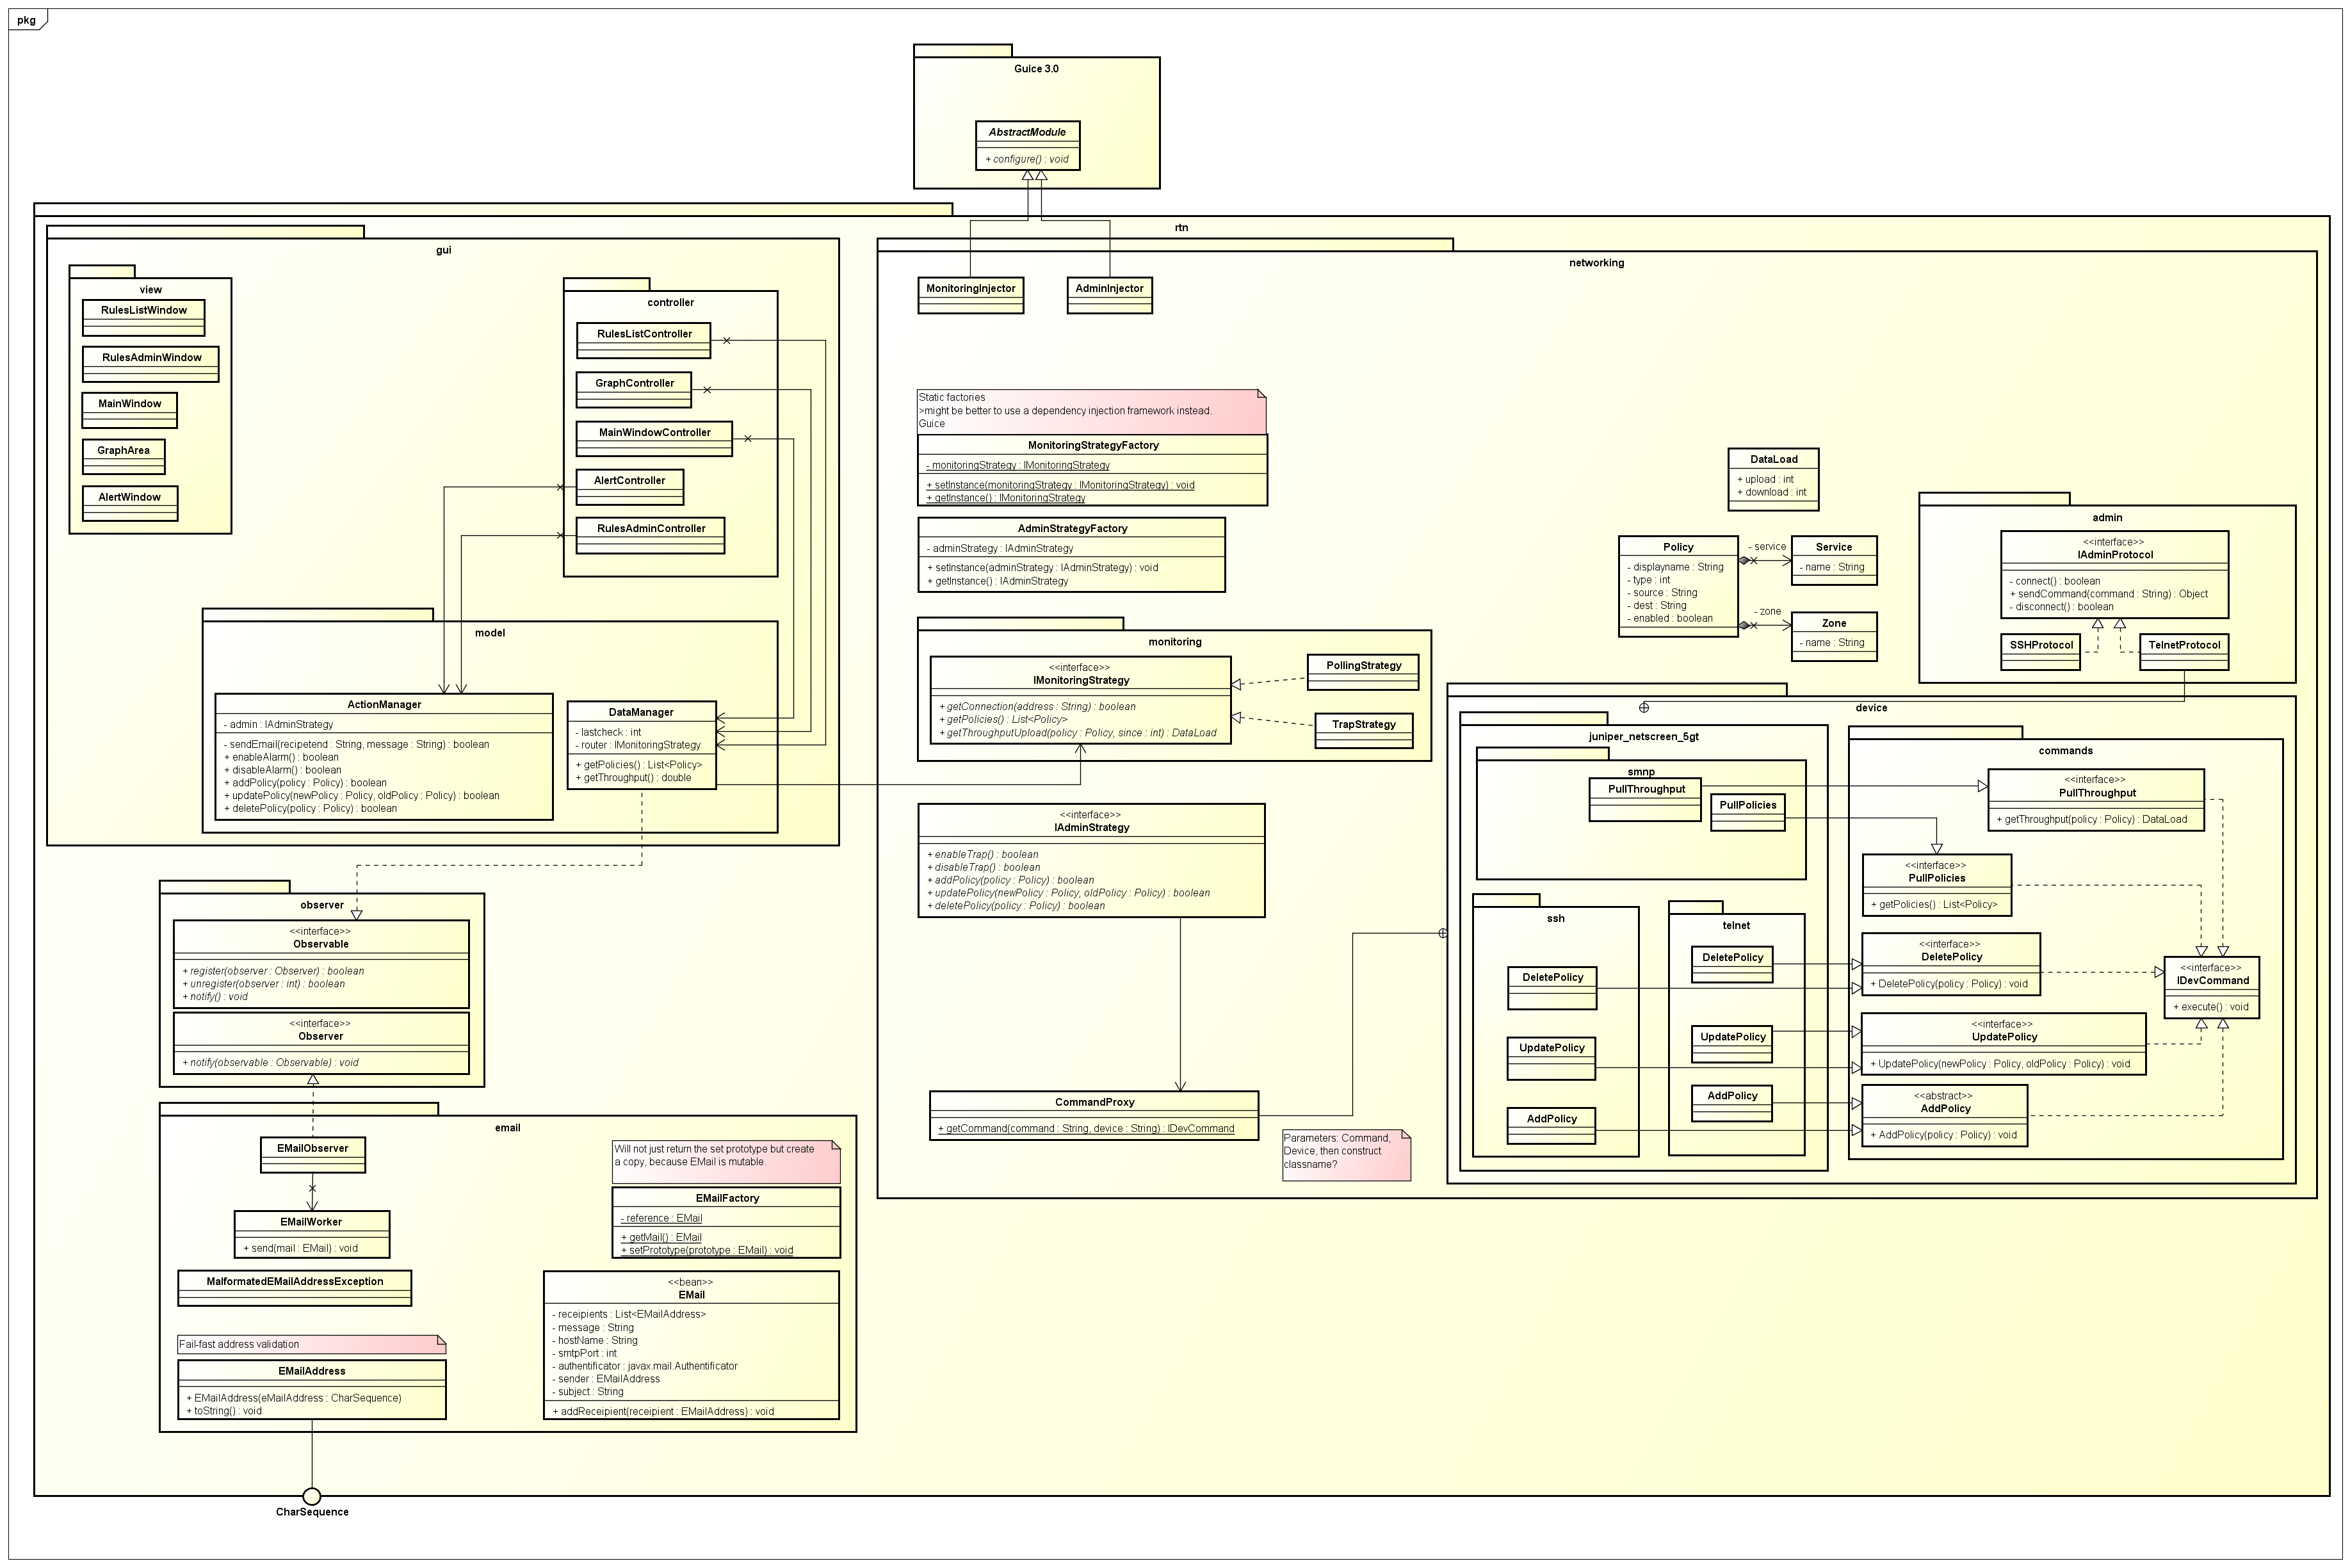 pkg
Guice 3.0
AbstractModule
+ configure() : void
rtn
gui
view
RulesListWindow
RulesAdminWindow
MainWindow
GraphArea
AlertWindow
controller
RulesListController
GraphController
MainWindowController
AlertController
RulesAdminController
model
ActionManager
- admin : IAdminStrategy
- sendEmail(recipetend : String, message : String) : boolean
+ enableAlarm() : boolean
+ disableAlarm() : boolean
+ addPolicy(policy : Policy) : boolean
+ updatePolicy(newPolicy : Policy, oldPolicy : Policy) : boolean
+ deletePolicy(policy : Policy) : boolean
DataManager
- lastcheck : int
- router : IMonitoringStrategy
+ getPolicies() : List<Policy>
+ getThroughput() : double
observer
<<interface>>
Observable
+ register(observer : Observer) : boolean
+ unregister(observer : int) : boolean
+ notify() : void
<<interface>>
Observer
+ notify(observable : Observable) : void
email
EMailObserver
EMailWorker
+ send(mail : EMail) : void
MalformatedEMailAddressException
Fail-fast address validation
EMailAddress
+ EMailAddress(eMailAddress : CharSequence)
+ toString() : void
Will not just return the set prototype but create
a copy, because EMail is mutable.
EMailFactory
- reference : EMail
+ getMail() : EMail
+ setPrototype(prototype : EMail) : void
<<bean>>
EMail
- receipients : List<EMailAddress>
- message : String
- hostName : String
- smtpPort : int
- authentificator : javax.mail.Authentificator
- sender : EMailAddress
- subject : String
+ addReceipient(receipient : EMailAddress) : void
CharSequence
networking
MonitoringInjector
AdminInjector
Static factories
>might be better to use a dependency injection framework instead.
Guice
MonitoringStrategyFactory
- monitoringStrategy : IMonitoringStrategy
+ setInstance(monitoringStrategy : IMonitoringStrategy) : void
+ getInstance() : IMonitoringStrategy
AdminStrategyFactory
- adminStrategy : IAdminStrategy
+ setInstance(adminStrategy : IAdminStrategy) : void
+ getInstance() : IAdminStrategy
monitoring
<<interface>>
IMonitoringStrategy
+ getConnection(address : String) : boolean
+ getPolicies() : List<Policy>
+ getThroughputUpload(policy : Policy, since : int) : DataLoad
PollingStrategy
TrapStrategy
<<interface>>
IAdminStrategy
+ enableTrap() : boolean
+ disableTrap() : boolean
+ addPolicy(policy : Policy) : boolean
+ updatePolicy(newPolicy : Policy, oldPolicy : Policy) : boolean
+ deletePolicy(policy : Policy) : boolean
CommandProxy
+ getCommand(command : String, device : String) : IDevCommand
Parameters: Command,
Device, then construct
classname?
DataLoad
+ upload : int
+ download : int
Policy
- displayname : String
- type : int
- source : String
- dest : String
- enabled : boolean
- service
Service
- name : String
- zone
Zone
- name : String
admin
<<interface>>
IAdminProtocol
- connect() : boolean
+ sendCommand(command : String) : Object
- disconnect() : boolean
SSHProtocol
TelnetProtocol
device
juniper_netscreen_5gt
smnp
PullThroughput
PullPolicies
ssh
DeletePolicy
UpdatePolicy
AddPolicy
telnet
DeletePolicy
UpdatePolicy
AddPolicy
commands
<<interface>>
PullThroughput
+ getThroughput(policy : Policy) : DataLoad
<<interface>>
PullPolicies
+ getPolicies() : List<Policy>
<<interface>>
DeletePolicy
+ DeletePolicy(policy : Policy) : void
<<interface>>
IDevCommand
+ execute() : void
<<interface>>
UpdatePolicy
+ UpdatePolicy(newPolicy : Policy, oldPolicy : Policy) : void
<<abstract>>
AddPolicy
+ AddPolicy(policy : Policy) : void